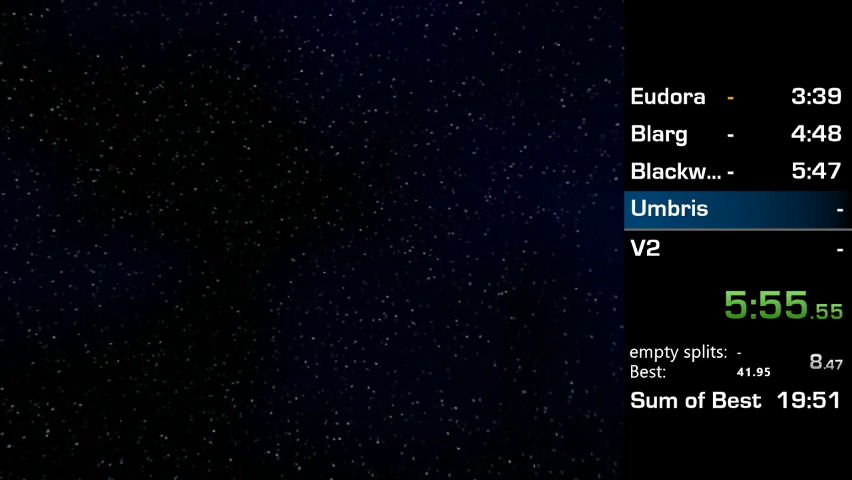 Eudora - 3:39
Blarg - 4:48
Blackw... - 5:47
Umbris -
V2 -
5:55.55
empty splits: - 8.47
Best: 41.95
Sum of Best 19:51